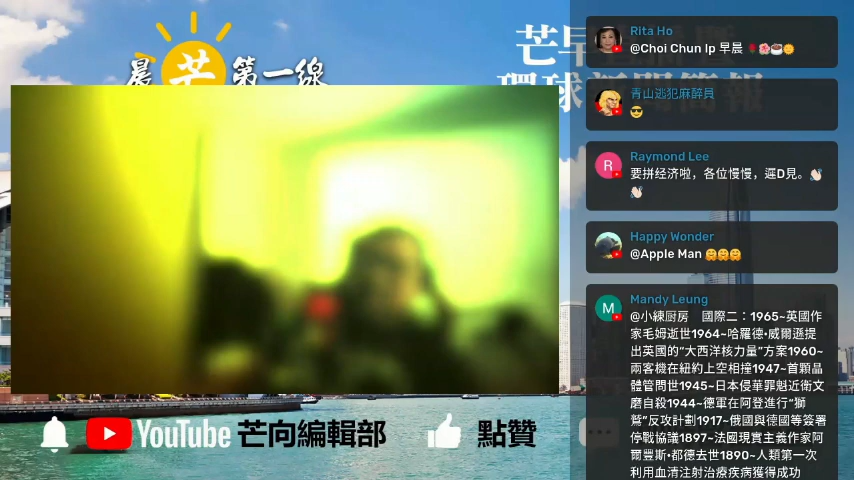 晨芒第一線
芒早
環球新聞簡報
YouTube 芒向編輯部
點贊
Rita Ho
@Choi Chun Ip 早晨 🌹🌺☕🌼
青山逃犯麻醉員
😎
Raymond Lee
要拼经济啦，各位慢慢，遲D見。👋🏻
👋🏻
Happy Wonder
@Apple Man 🤗🤗🤗
M
Mandy Leung
@小練厨房　國際二：1965~英國作
家毛姆逝世1964~哈羅德·威爾遜提
出英國的"大西洋核力量"方案1960~
兩客機在紐約上空相撞1947~首顆晶
體管問世1945~日本侵華罪魁近衛文
磨自殺1944~德軍在阿登進行"獅
鷲"反攻計劃1917~俄國與德國等簽署
停戰協議1897~法國現實主義作家阿
爾豐斯·都德去世1890~人類第一次
利用血清注射治療疾病獲得成功